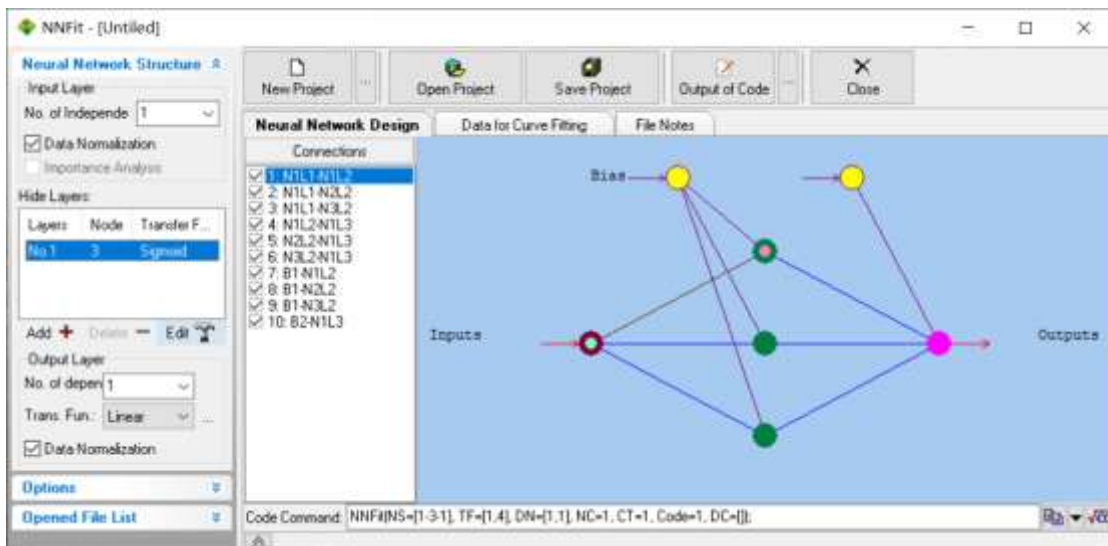 NNFit - [Untiled]
Neural Network Structure
Input Layer
No. of Independe 1
Data Normalization
Importance Analysis
Hide Layers:
Layers Node Transfer F...
No.1 3 Sigmoid
Add Delete Edit
Output Layer
No. of depen 1
Trans. Fun.: Linear ...
Data Normalization
Options
Opened File List
New Project ... Open Project Save Project Output of Code ... Close
Neural Network Design Data for Curve Fitting File Notes
Connections
1: N1L1-N1L2
2: N1L1-N2L2
3: N1L1-N3L2
4: N1L2-N1L3
5: N2L2-N1L3
6: N3L2-N1L3
7: B1-N1L2
8: B1-N2L2
9: B1-N3L2
10: B2-N1L3
Bias
Inputs
Outputs
Code Command: NNFit(NS=[1-3-1], TF=[1,4], DN=[1,1], NC=1, CT=1, Code=1, DC=[]);